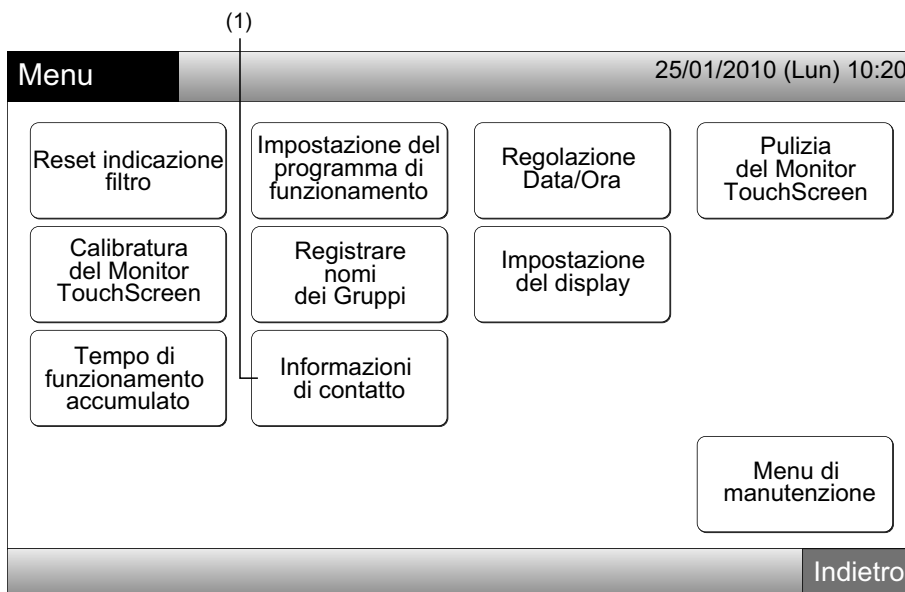 (1)
Menu
25/01/2010 (Lun) 10:20
Reset indicazione
filtro
Impostazione del
programma di
funzionamento
Regolazione
Data/Ora
Pulizia
del Monitor
TouchScreen
Calibratura
del Monitor
TouchScreen
Registrare
nomi
dei Gruppi
Impostazione
del display
Tempo di
funzionamento
accumulato
Informazioni
di contatto
Menu di
manutenzione
Indietro